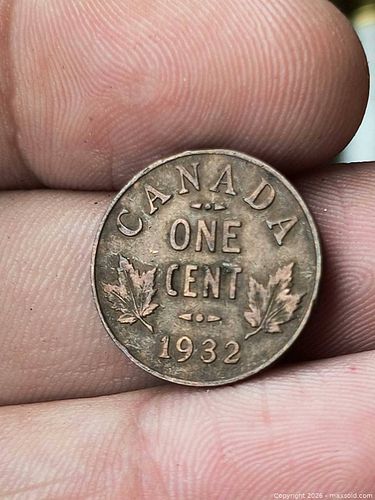 CANADA
ONE
CENT
1932
Copyright 2026 - maxsold.com